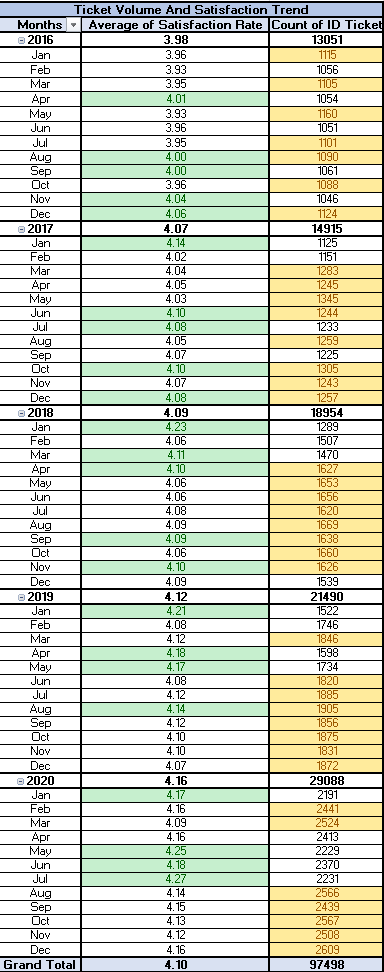 Ticket Volume And Satisfaction Trend
Months Average of Satisfaction Rate Count of ID Ticket
2016 3.98 13051
Jan 3.96 1115
Feb 3.93 1056
Mar 3.95 1105
Apr 4.01 1054
May 3.93 1160
Jun 3.96 1051
Jul 3.95 1101
Aug 4.00 1090
Sep 4.00 1061
Oct 3.96 1088
Nov 4.04 1046
Dec 4.06 1124
2017 4.07 14915
Jan 4.14 1125
Feb 4.02 1151
Mar 4.04 1283
Apr 4.05 1245
May 4.03 1345
Jun 4.10 1244
Jul 4.08 1233
Aug 4.05 1259
Sep 4.07 1225
Oct 4.10 1305
Nov 4.07 1243
Dec 4.08 1257
2018 4.09 18954
Jan 4.23 1289
Feb 4.06 1507
Mar 4.11 1470
Apr 4.10 1627
May 4.06 1653
Jun 4.06 1656
Jul 4.08 1620
Aug 4.09 1669
Sep 4.09 1638
Oct 4.06 1660
Nov 4.10 1626
Dec 4.09 1539
2019 4.12 21490
Jan 4.21 1522
Feb 4.08 1746
Mar 4.12 1846
Apr 4.18 1598
May 4.17 1734
Jun 4.08 1820
Jul 4.12 1885
Aug 4.14 1905
Sep 4.12 1856
Oct 4.10 1875
Nov 4.10 1831
Dec 4.07 1872
2020 4.16 29088
Jan 4.17 2191
Feb 4.16 2441
Mar 4.09 2524
Apr 4.16 2413
May 4.25 2229
Jun 4.18 2370
Jul 4.27 2231
Aug 4.14 2566
Sep 4.15 2439
Oct 4.13 2567
Nov 4.12 2508
Dec 4.16 2609
Grand Total 4.10 97498